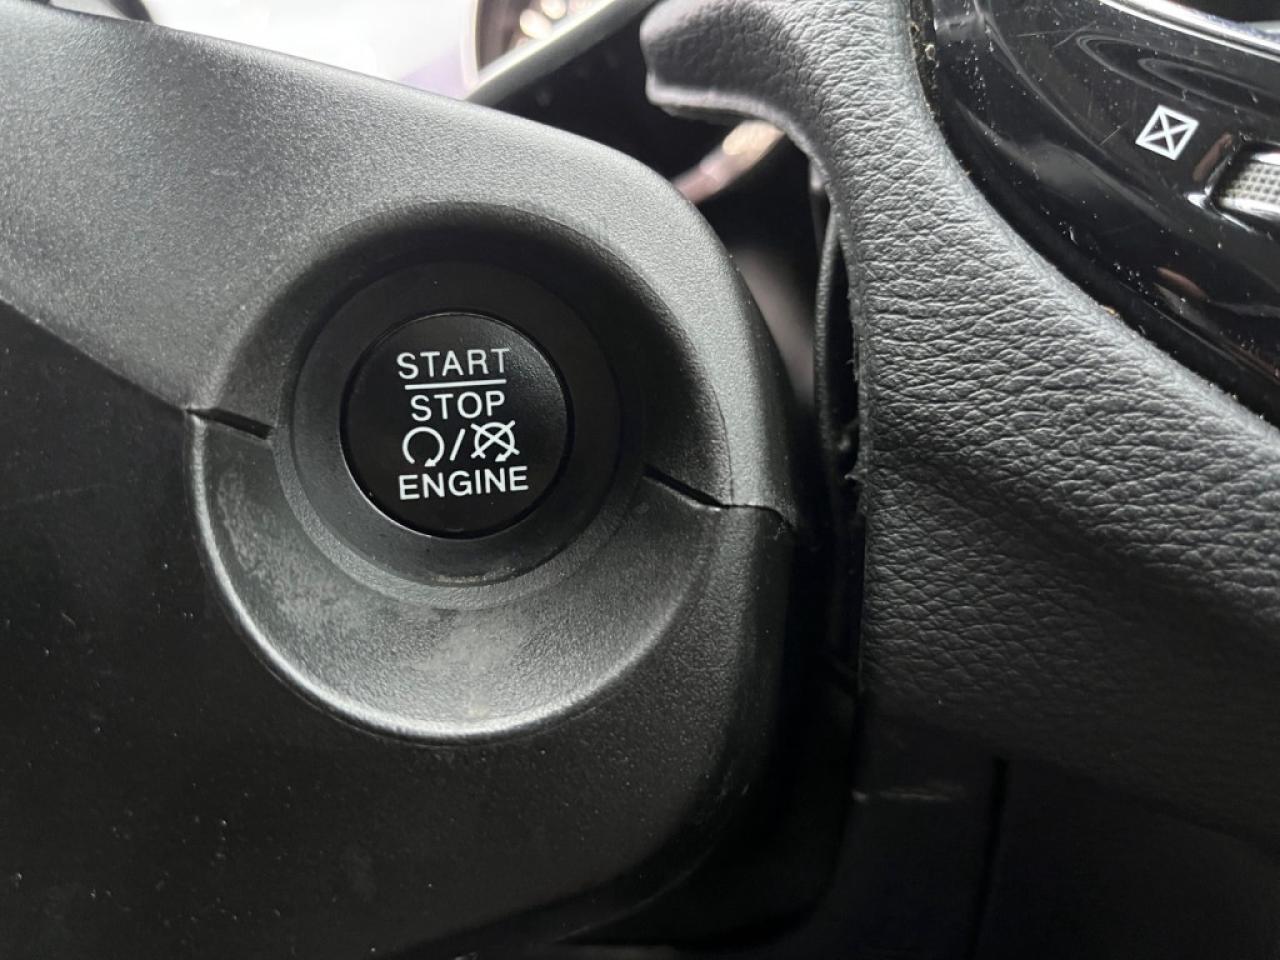 START
STOP
/
ENGINE